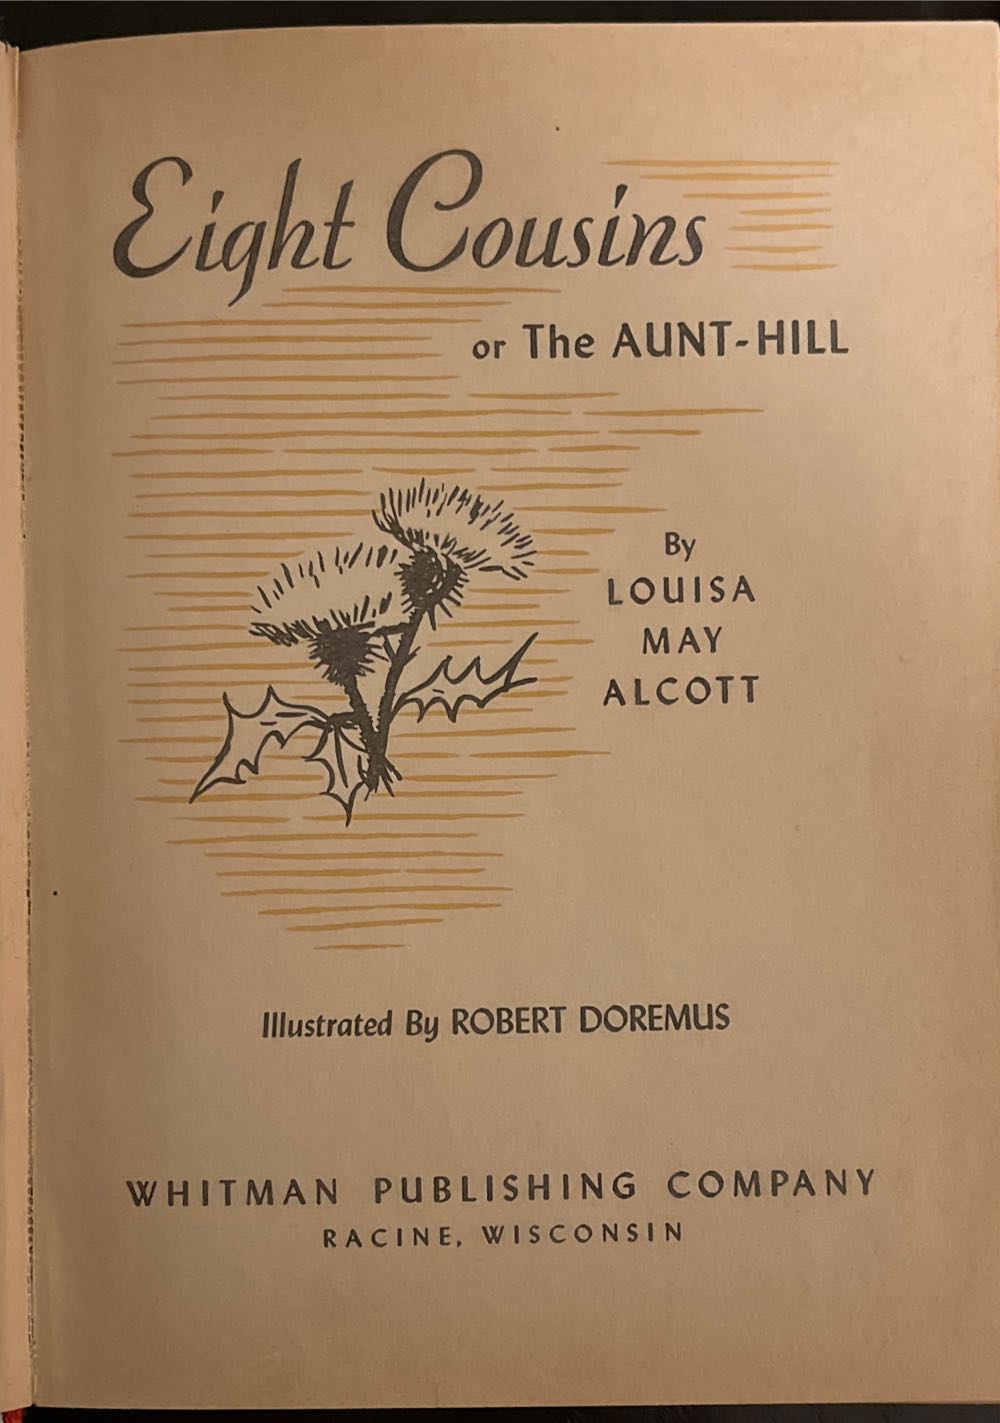 Eight Cousins
or The AUNT-HILL
By
LOUISA
MAY
ALCOTT
Illustrated By ROBERT DOREMUS
WHITMAN PUBLISHING COMPANY
RACINE, WISCONSIN